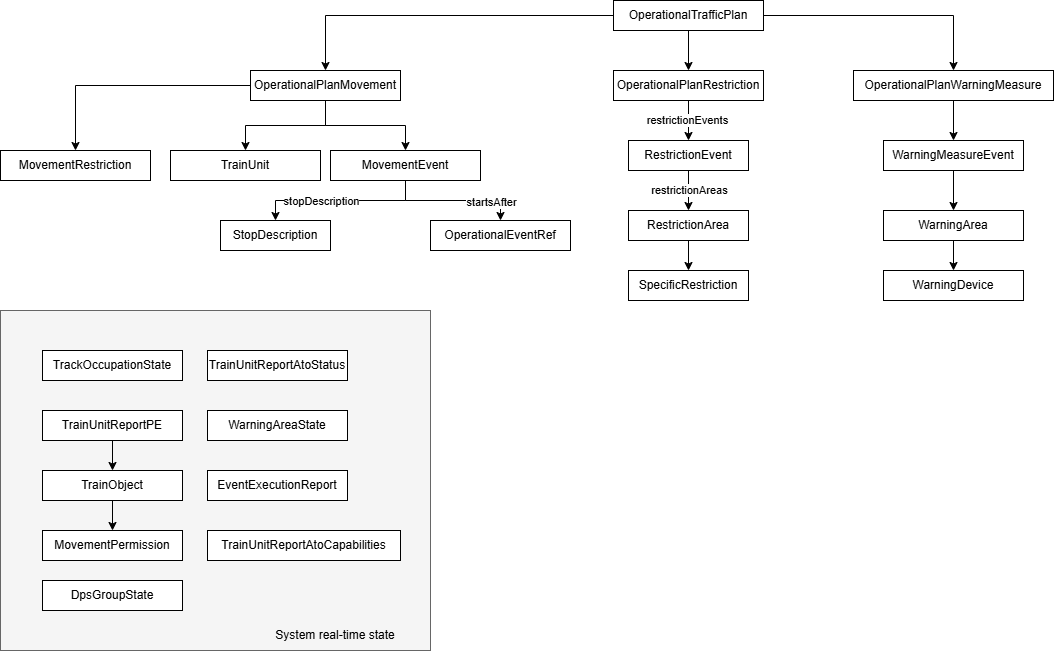 OperationalTrafficPlan
OperationalPlanMovement
OperationalPlanRestriction
OperationalPlanWarningMeasure
restrictionEvents
MovementRestriction
TrainUnit
MovementEvent
RestrictionEvent
WarningMeasureEvent
stopDescription
startsAfter
restrictionAreas
StopDescription
OperationalEventRef
RestrictionArea
WarningArea
SpecificRestriction
WarningDevice
TrackOccupationState
TrainUnitReportAtoStatus
TrainUnitReportPE
WarningAreaState
TrainObject
EventExecutionReport
MovementPermission
TrainUnitReportAtoCapabilities
DpsGroupState
System real-time state